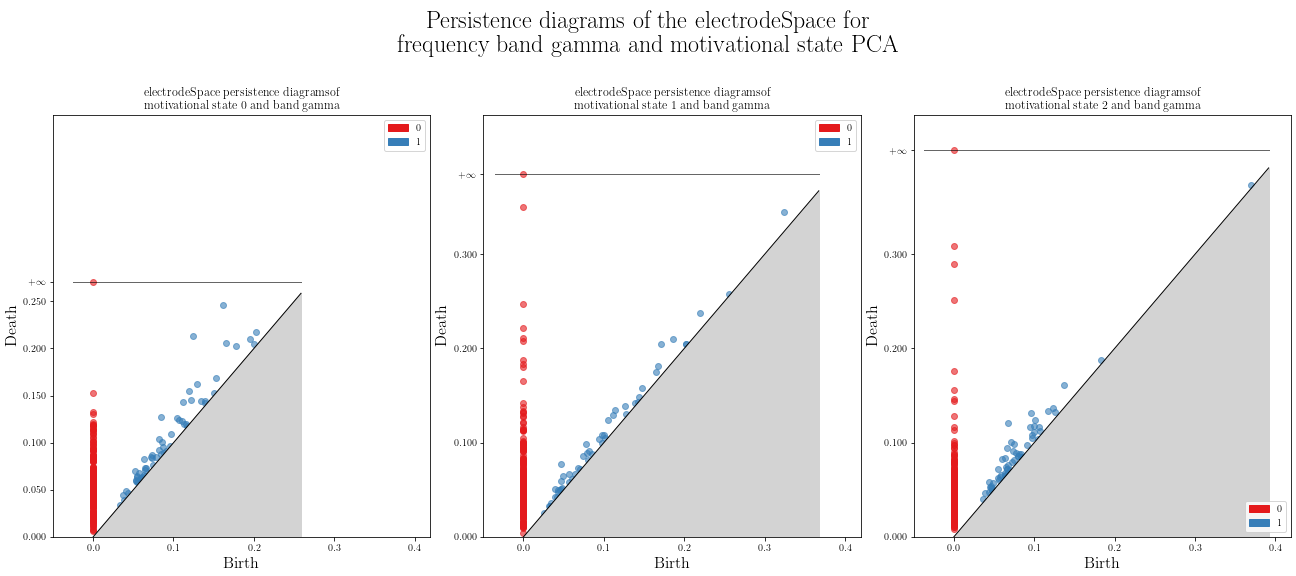 Persistence diagrams of the electrodeSpace for
frequency band gamma and motivational state PCA
electrodeSpace persistence diagramsof
motivational state 0 and band gamma
0
1
+∞
0.250
0.200
0.150
0.100
0.050
0.000
Death
0.0 0.1 0.2 0.3 0.4
Birth
electrodeSpace persistence diagramsof
motivational state 1 and band gamma
0
1
+∞
0.300
0.200
0.100
0.000
Death
0.0 0.1 0.2 0.3 0.4
Birth
electrodeSpace persistence diagramsof
motivational state 2 and band gamma
+∞
0.300
0.200
0.100
0.000
Death
0
1
0.0 0.1 0.2 0.3 0.4
Birth